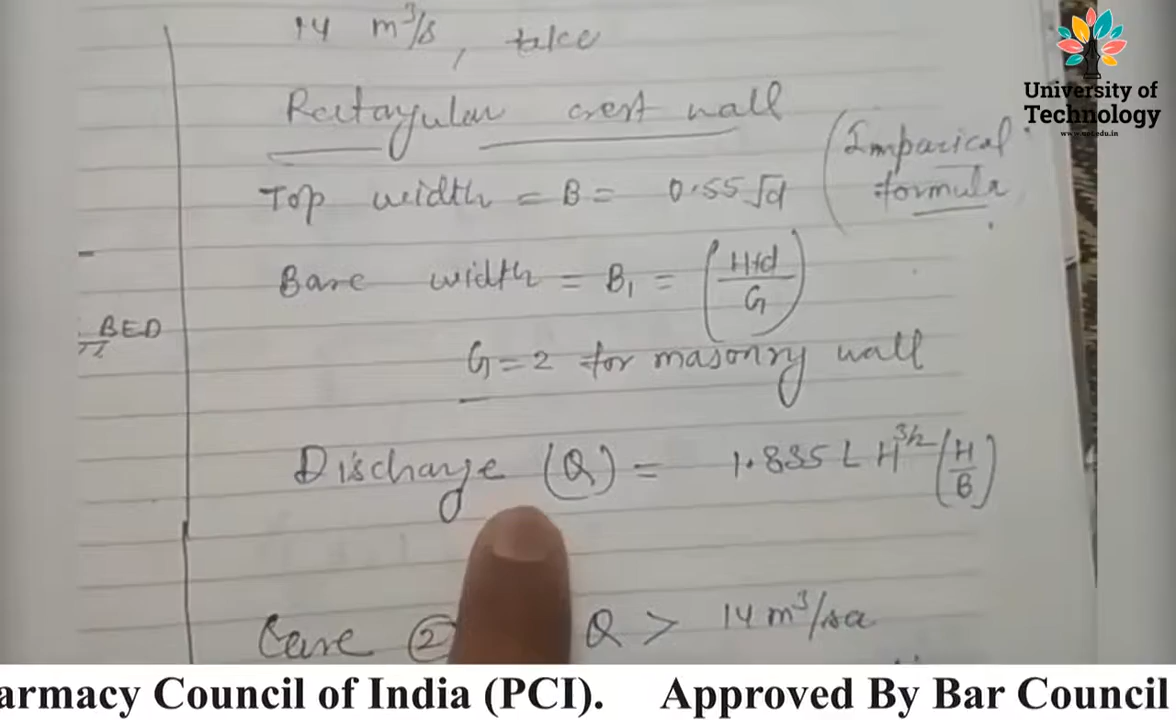 14 m³/s, take
Rectangular crest wall
Top width = B = 0.55√d
(Imparical formula
Base width = B₁ = (H+d/G)
BED
G = 2 for masonry wall
Discharge (Q) = 1.835 L H^3/2 (H/B)
Case ② Q > 14 m³/sec
University of
Technology
armacy Council of India (PCI). Approved By Bar Council